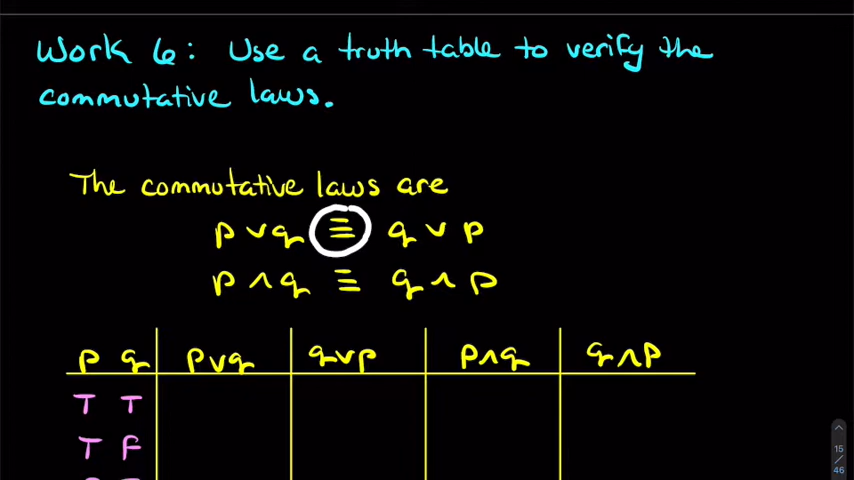 Work 6: Use a truth table to verify the
commutative laws.
The commutative laws are
p ∨ q ≡ q ∨ p
p ∧ q ≡ q ∧ p
p q p∨q q∨p p∧q q∧p
T T
T F
15
/
46